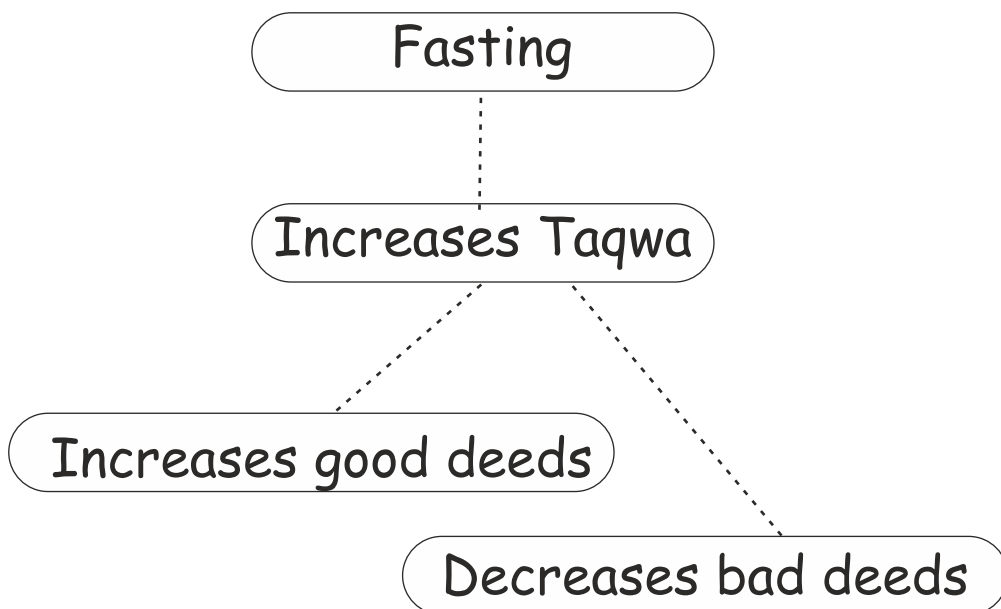 Fasting
Increases Taqwa
Increases good deeds
Decreases bad deeds